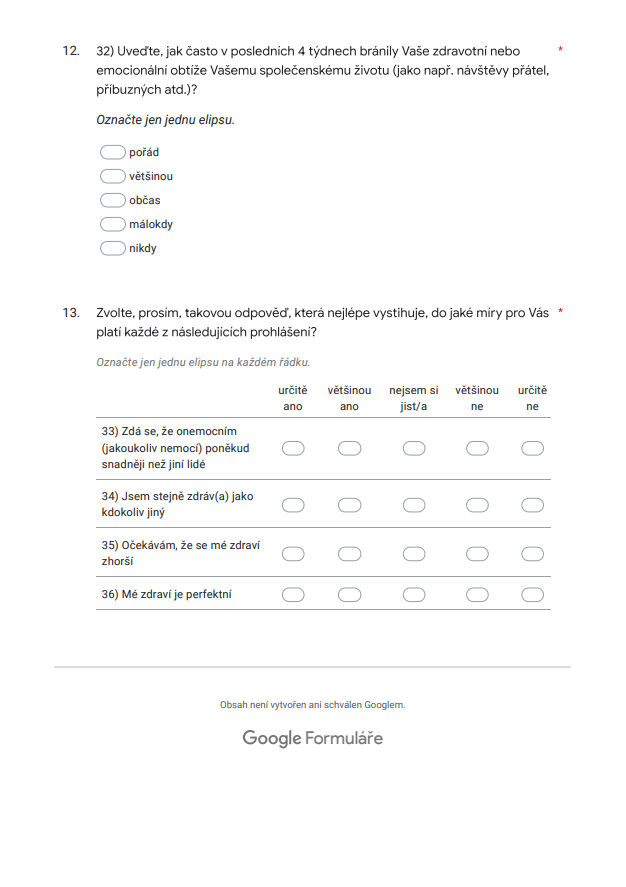 12. 32) Uveďte, jak často v posledních 4 týdnech bránily Vaše zdravotní nebo *
emocionální obtíže Vašemu společenskému životu (jako např. návštěvy přátel,
příbuzných atd.)?
Označte jen jednu elipsu.
pořád
většinou
občas
málokdy
nikdy
13. Zvolte, prosím, takovou odpověď, která nejlépe vystihuje, do jaké míry pro Vás *
platí každé z následujících prohlášení?
Označte jen jednu elipsu na každém řádku.
určitě většinou nejsem si většinou určitě
ano ano jist/a ne ne
33) Zdá se, že onemocním
(jakoukoliv nemocí) poněkud
snadněji než jiní lidé
34) Jsem stejně zdráv(a) jako
kdokoliv jiný
35) Očekávám, že se mé zdraví
zhorší
36) Mé zdraví je perfektní
Obsah není vytvořen ani schválen Googlem.
Google Formuláře